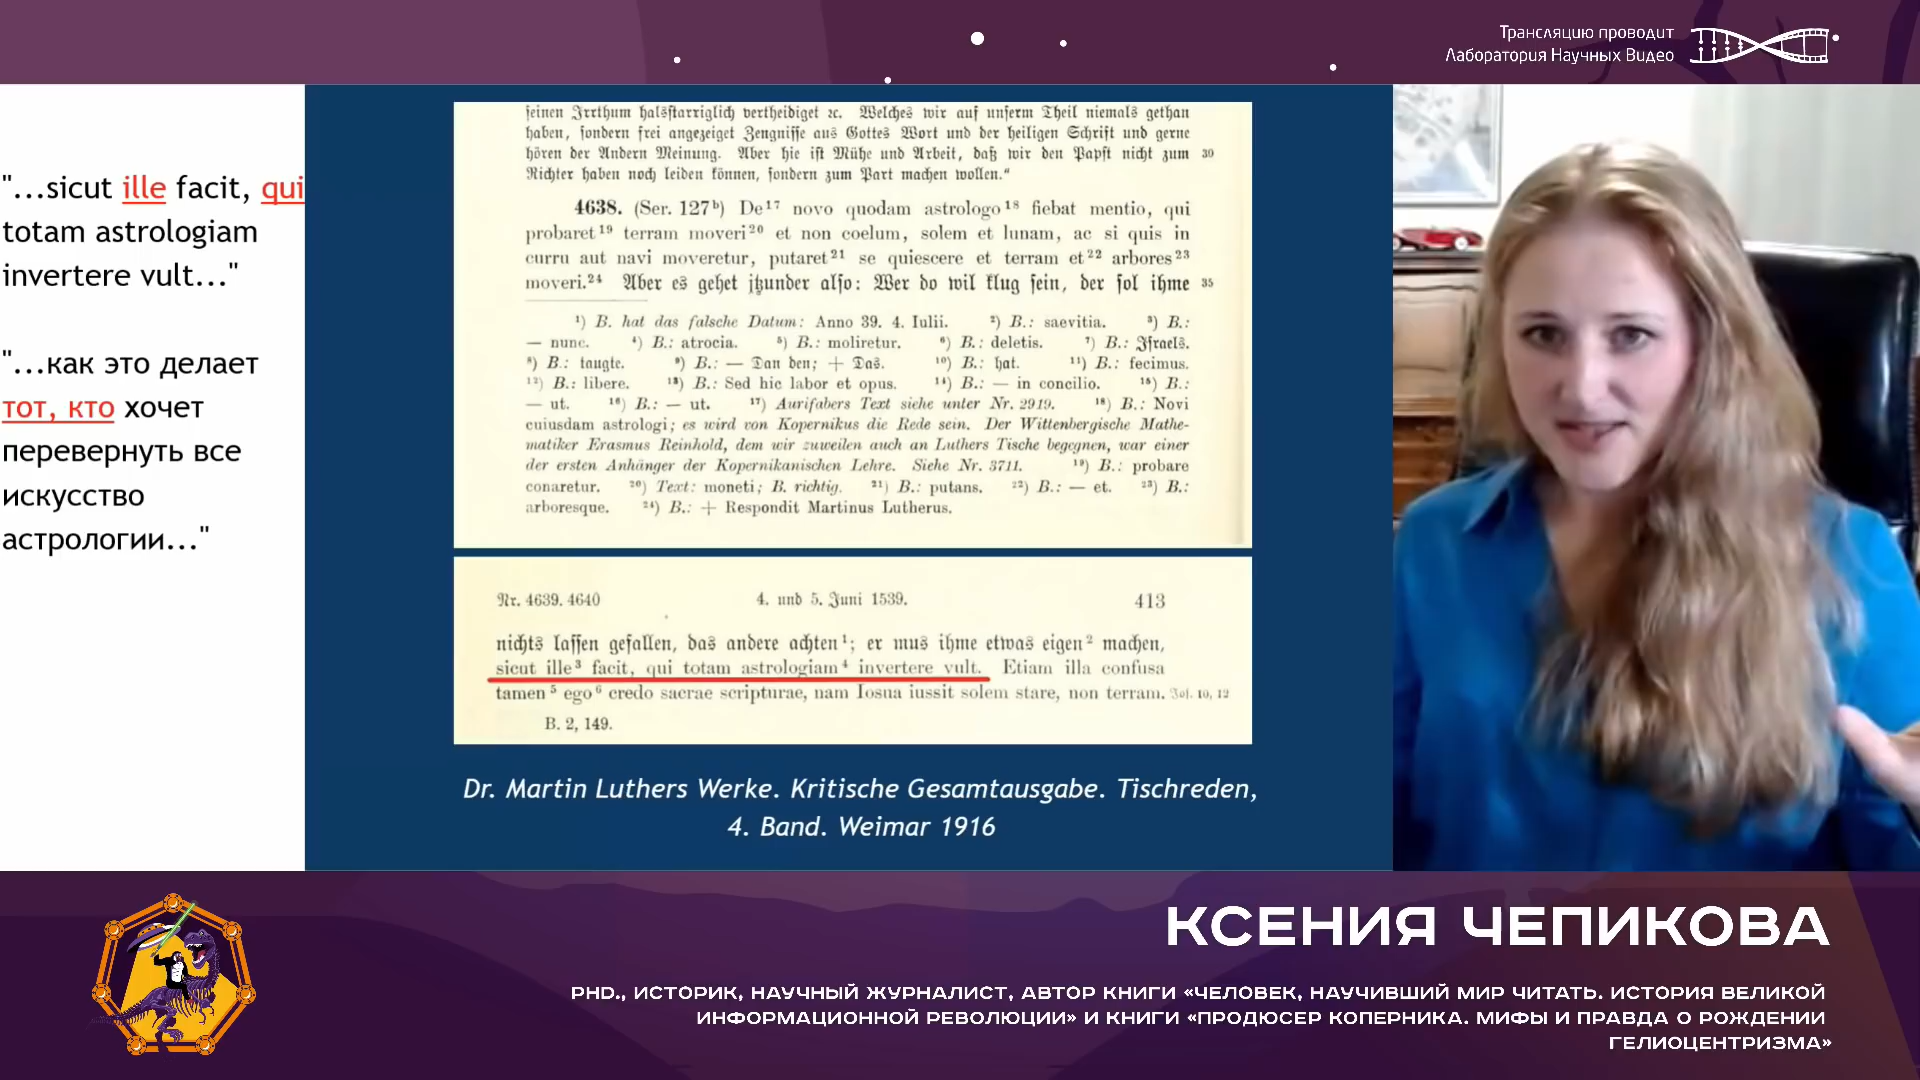 Трансляцию проводит
Лаборатория Научных Видео
"...sicut ille facit, qui
totam astrologiam
invertere vult..."
"...как это делает
тот, кто хочет
перевернуть все
искусство
астрологии..."
ſeinen Irrthum halsſtarriglich vertheidiget ꝛc. Welches wir auf unſerm Theil niemals gethan
haben, ſondern frei angezeiget Zeugniſſe aus Gottes Wort und der heiligen Schrift und gerne
hören der Andern Meinung. Aber hie iſt Mühe und Arbeit, daß wir den Papſt nicht zum 30
Richter haben noch leiden können, ſondern zum Part machen wollen.“
4638. (Ser. 127ᵇ) De¹⁷ novo quodam astrologo¹⁸ fiebat mentio, qui
probaret¹⁹ terram moveri²⁰ et non coelum, solem et lunam, ac si quis in
curru aut navi moveretur, putaret²¹ se quiescere et terram et²² arbores²³
moveri.²⁴ Aber es gehet itzunder alſo: Wer do wil klug ſein, der ſol ihme 35
¹) B. hat das falsche Datum: Anno 39. 4. Iulii. ²) B.: saevitia. ³) B.:
— nunc. ⁴) B.: atrocia. ⁵) B.: moliretur. ⁶) B.: deletis. ⁷) B.: Iſraels.
⁸) B.: taugte. ⁹) B.: — Dan den; + Das. ¹⁰) B.: hat. ¹¹) B.: fecimus.
¹²) B.: libere. ¹³) B.: Sed hic labor et opus. ¹⁴) B.: — in concilio. ¹⁵) B.:
— ut. ¹⁶) B.: — ut. ¹⁷) Aurifabers Text siehe unter Nr. 2919. ¹⁸) B.: Novi
cuiusdam astrologi; es wird von Kopernikus die Rede sein. Der Wittenbergische Mathe-
matiker Erasmus Reinhold, dem wir zuweilen auch an Luthers Tische begegnen, war einer
der ersten Anhänger der Kopernikanischen Lehre. Siehe Nr. 3711. ¹⁹) B.: probare
conaretur. ²⁰) Text: moneti; B. richtig. ²¹) B.: putans. ²²) B.: — et. ²³) B.:
arboresque. ²⁴) B.: + Respondit Martinus Lutherus.
Nr. 4639. 4640 4. und 5. Juni 1539. 413
nichts laſſen gefallen, das andere achten¹; er mus ihme etwas eigen² machen,
sicut ille³ facit, qui totam astrologiam⁴ invertere vult. Etiam illa confusa
tamen⁵ ego⁶ credo sacrae scripturae, nam Iosua iussit solem stare, non terram. Joſ. 10, 12
B. 2, 149.
Dr. Martin Luthers Werke. Kritische Gesamtausgabe. Tischreden,
4. Band. Weimar 1916
КСЕНИЯ ЧЕПИКОВА
PHD., ИСТОРИК, НАУЧНЫЙ ЖУРНАЛИСТ, АВТОР КНИГИ «ЧЕЛОВЕК, НАУЧИВШИЙ МИР ЧИТАТЬ. ИСТОРИЯ ВЕЛИКОЙ
ИНФОРМАЦИОННОЙ РЕВОЛЮЦИИ» И КНИГИ «ПРОДЮСЕР КОПЕРНИКА. МИФЫ И ПРАВДА О РОЖДЕНИИ
ГЕЛИОЦЕНТРИЗМА»